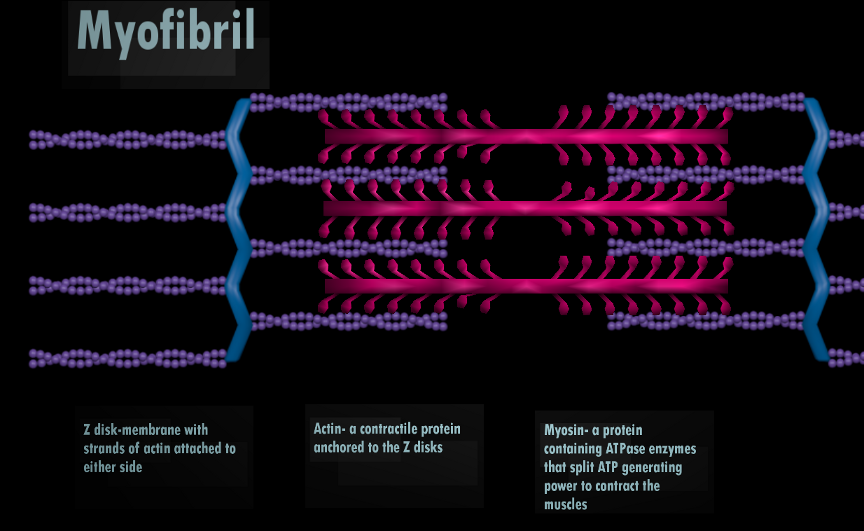 Myofibril
Z disk-membrane with
strands of actin attached to
either side
Actin- a contractile protein
anchored to the Z disks
Myosin- a protein
containing ATPase enzymes
that split ATP generating
power to contract the
muscles